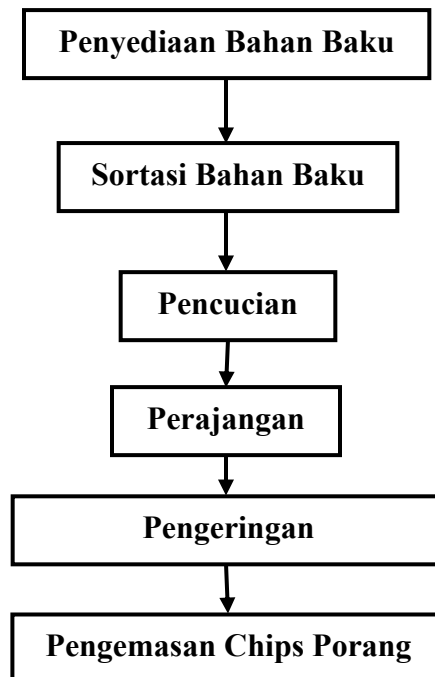 Penyediaan Bahan Baku
Sortasi Bahan Baku
Pencucian
Perajangan
Pengeringan
Pengemasan Chips Porang